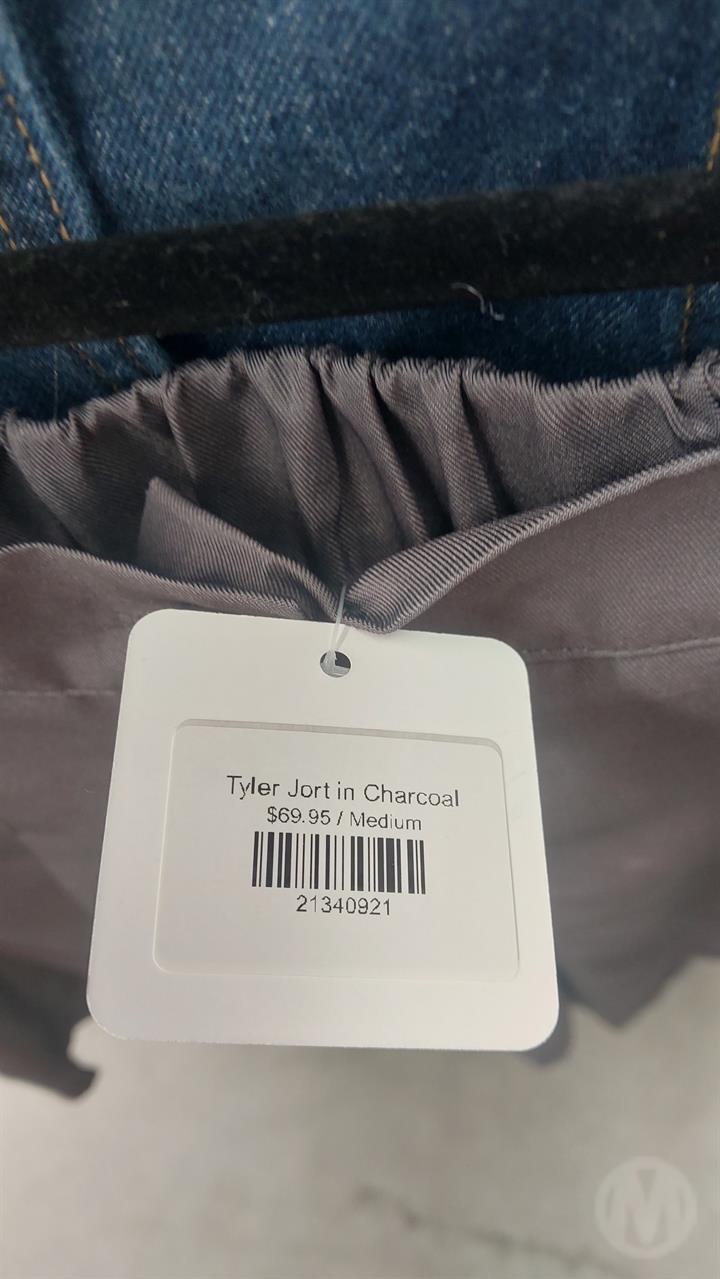 Tyler Jort in Charcoal
$69.95 / Medium
21340921
M